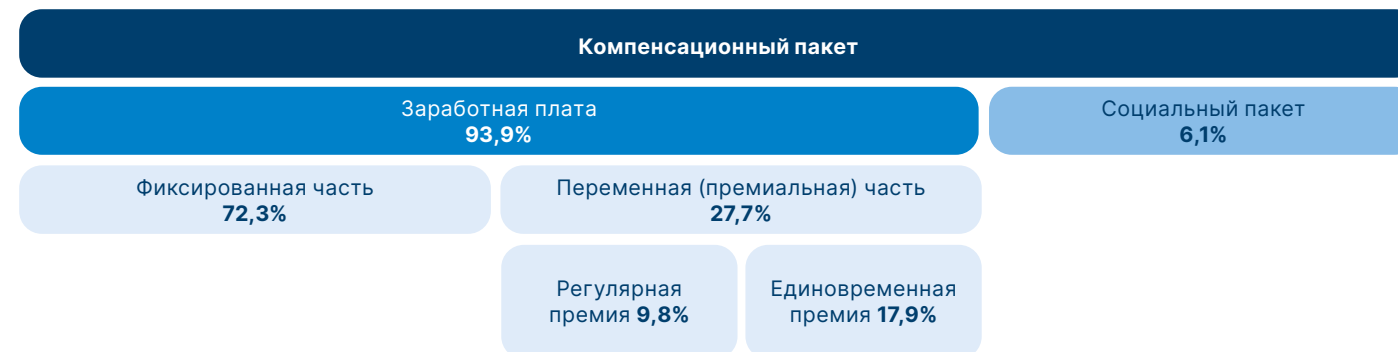 Компенсационный пакет
Заработная плата
93,9%
Социальный пакет
6,1%
Фиксированная часть
72,3%
Переменная (премиальная) часть
27,7%
Регулярная
премия 9,8%
Единовременная
премия 17,9%